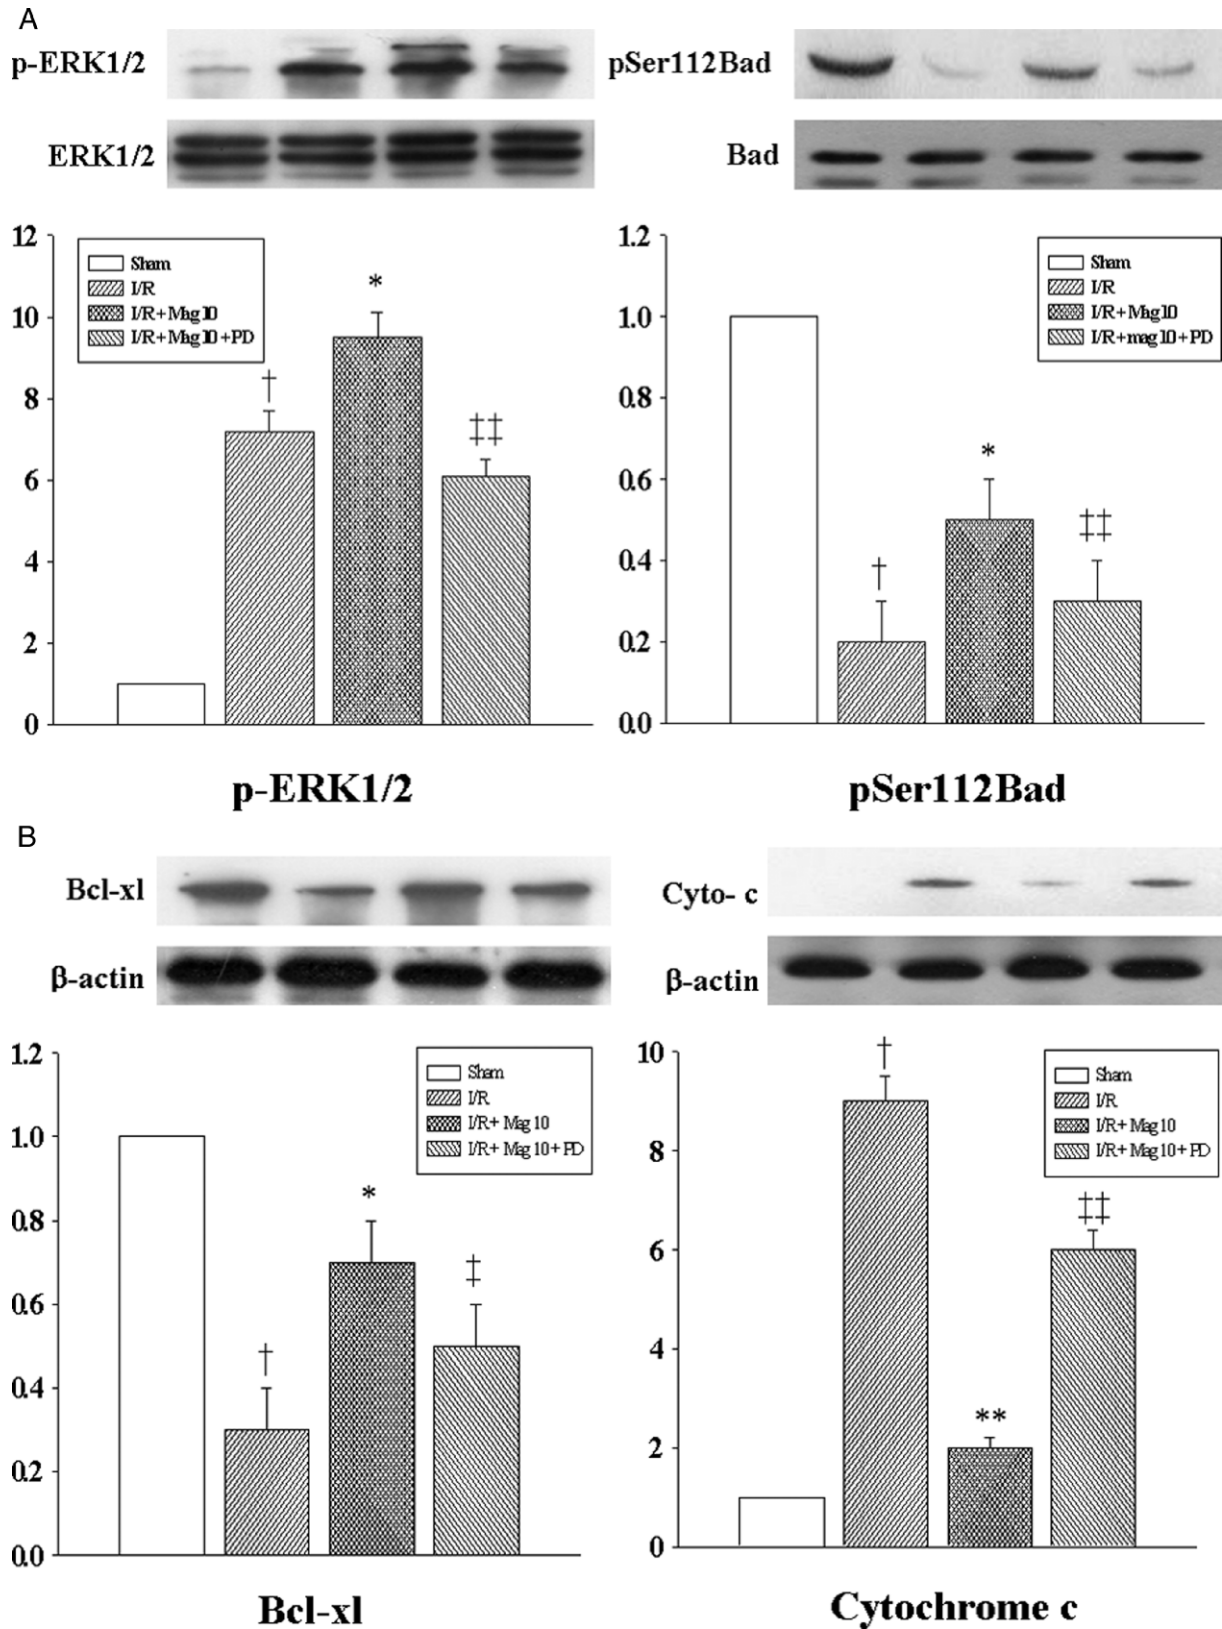 A
p-ERK1/2
ERK1/2
pSer112Bad
Bad
12
10
8
6
4
2
0
Sham
I/R
I/R+Mag10
I/R+Mag10+PD
†
*
‡‡
p-ERK1/2
1.2
1.0
0.8
0.6
0.4
0.2
0.0
Sham
I/R
I/R+Mag10
I/R+mag10+PD
†
*
‡‡
pSer112Bad
B
Bcl-xl
β-actin
Cyto- c
β-actin
1.2
1.0
0.8
0.6
0.4
0.2
0.0
Sham
I/R
I/R+ Mag10
I/R+ Mag10+PD
†
*
‡
Bcl-xl
10
8
6
4
2
0
Sham
I/R
I/R+ Mag10
I/R+ Mag10+PD
†
**
‡‡
Cytochrome c